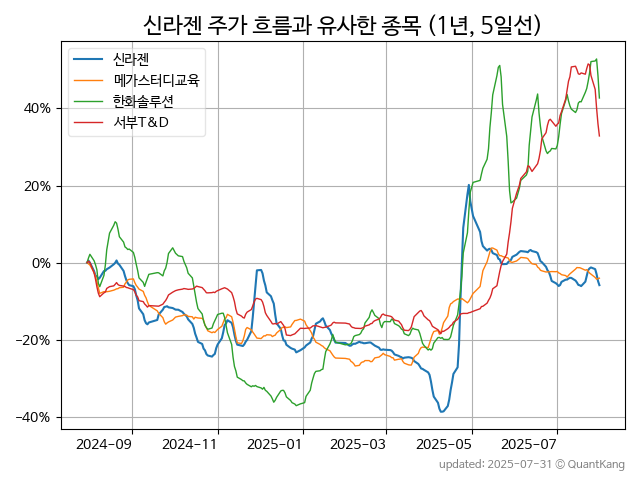 신라젠 주가 흐름과 유사한 종목 (1년, 5일선)
신라젠
메가스터디교육
한화솔루션
서부T&D
40%
20%
0%
−20%
−40%
2024-09
2024-11
2025-01
2025-03
2025-05
2025-07
updated: 2025-07-31 © QuantKang